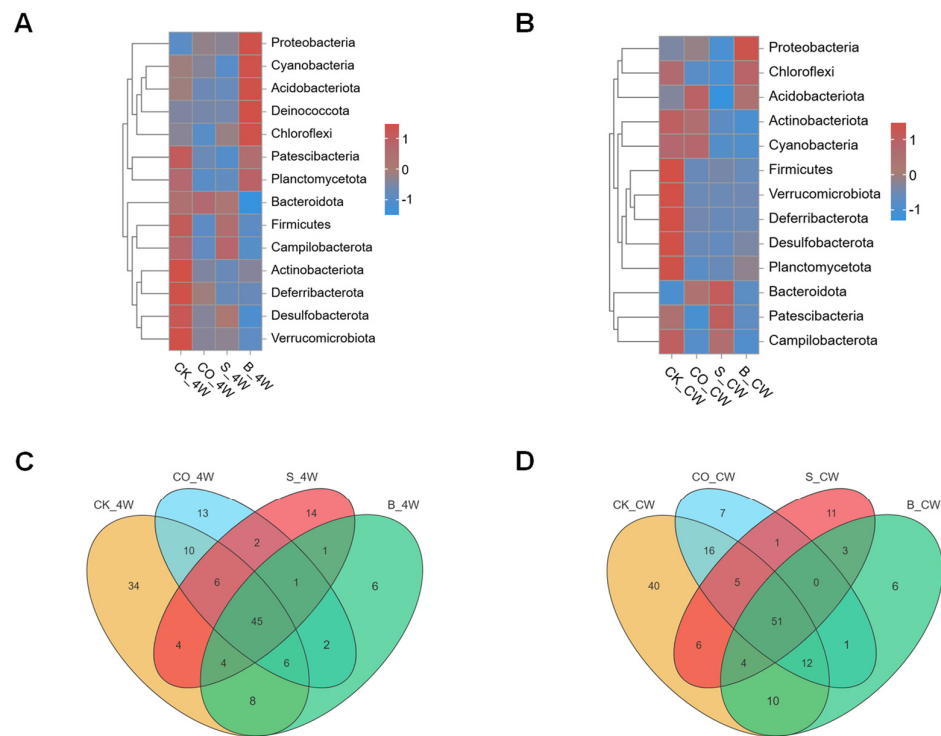 A
Proteobacteria
Cyanobacteria
Acidobacteriota
Deinococcota
Chloroflexi
Patescibacteria
Planctomycetota
Bacteroidota
Firmicutes
Campilobacterota
Actinobacteriota
Deferribacterota
Desulfobacterota
Verrucomicrobiota
1
0
-1
CK_4W
CO_4W
S_4W
B_4W
B
Proteobacteria
Chloroflexi
Acidobacteriota
Actinobacteriota
Cyanobacteria
Firmicutes
Verrucomicrobiota
Deferribacterota
Desulfobacterota
Planctomycetota
Bacteroidota
Patescibacteria
Campilobacterota
1
0
-1
CK_CW
CO_CW
S_CW
B_CW
C
CO_4W S_4W
CK_4W B_4W
13 14
10 2 1
34 6 1 6
45
4 4 6 2
8
D
CO_CW S_CW
CK_CW B_CW
7 11
16 1 3
40 5 0 6
51
6 4 12 1
10